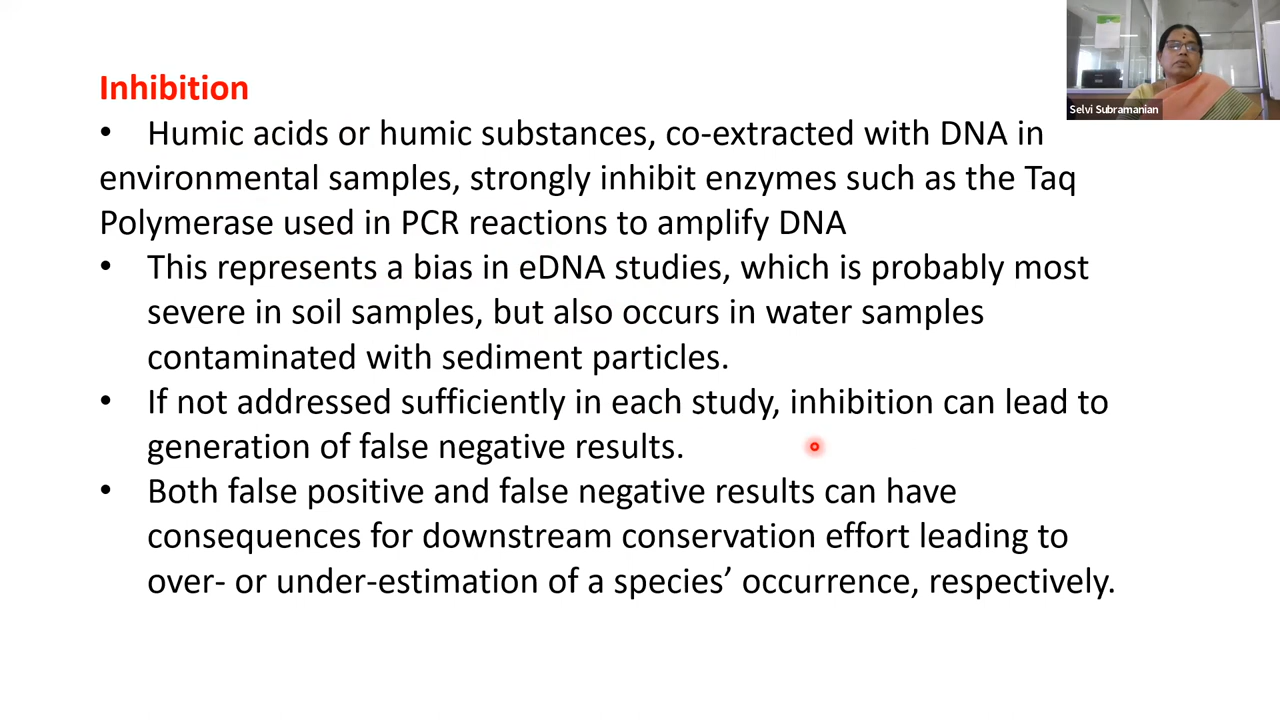 Selvi Subramanian
Inhibition
• Humic acids or humic substances, co-extracted with DNA in
environmental samples, strongly inhibit enzymes such as the Taq
Polymerase used in PCR reactions to amplify DNA
• This represents a bias in eDNA studies, which is probably most
severe in soil samples, but also occurs in water samples
contaminated with sediment particles.
• If not addressed sufficiently in each study, inhibition can lead to
generation of false negative results.
• Both false positive and false negative results can have
consequences for downstream conservation effort leading to
over- or under-estimation of a species’ occurrence, respectively.